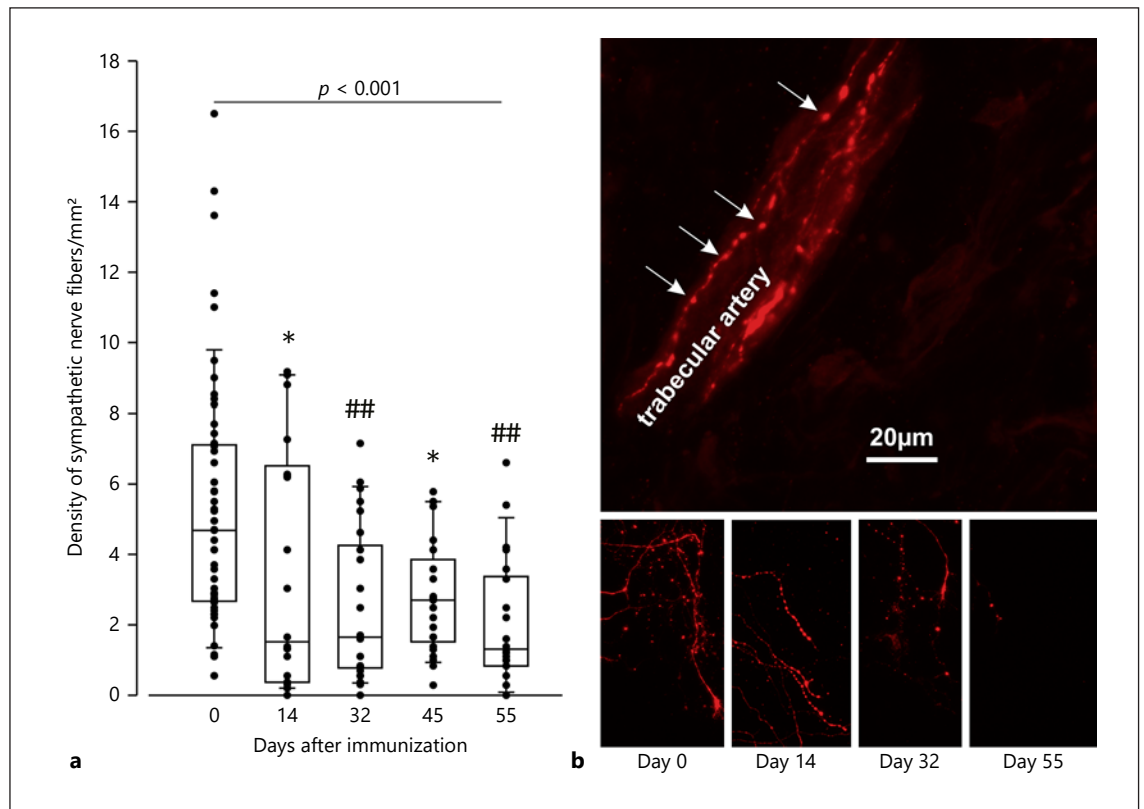 18
16
14
12
10
8
6
4
2
0
Density of sympathetic nerve fibers/mm²
p < 0.001
*
##
*
##
0 14 32 45 55
Days after immunization
a
trabecular artery
20μm
b
Day 0 Day 14 Day 32 Day 55